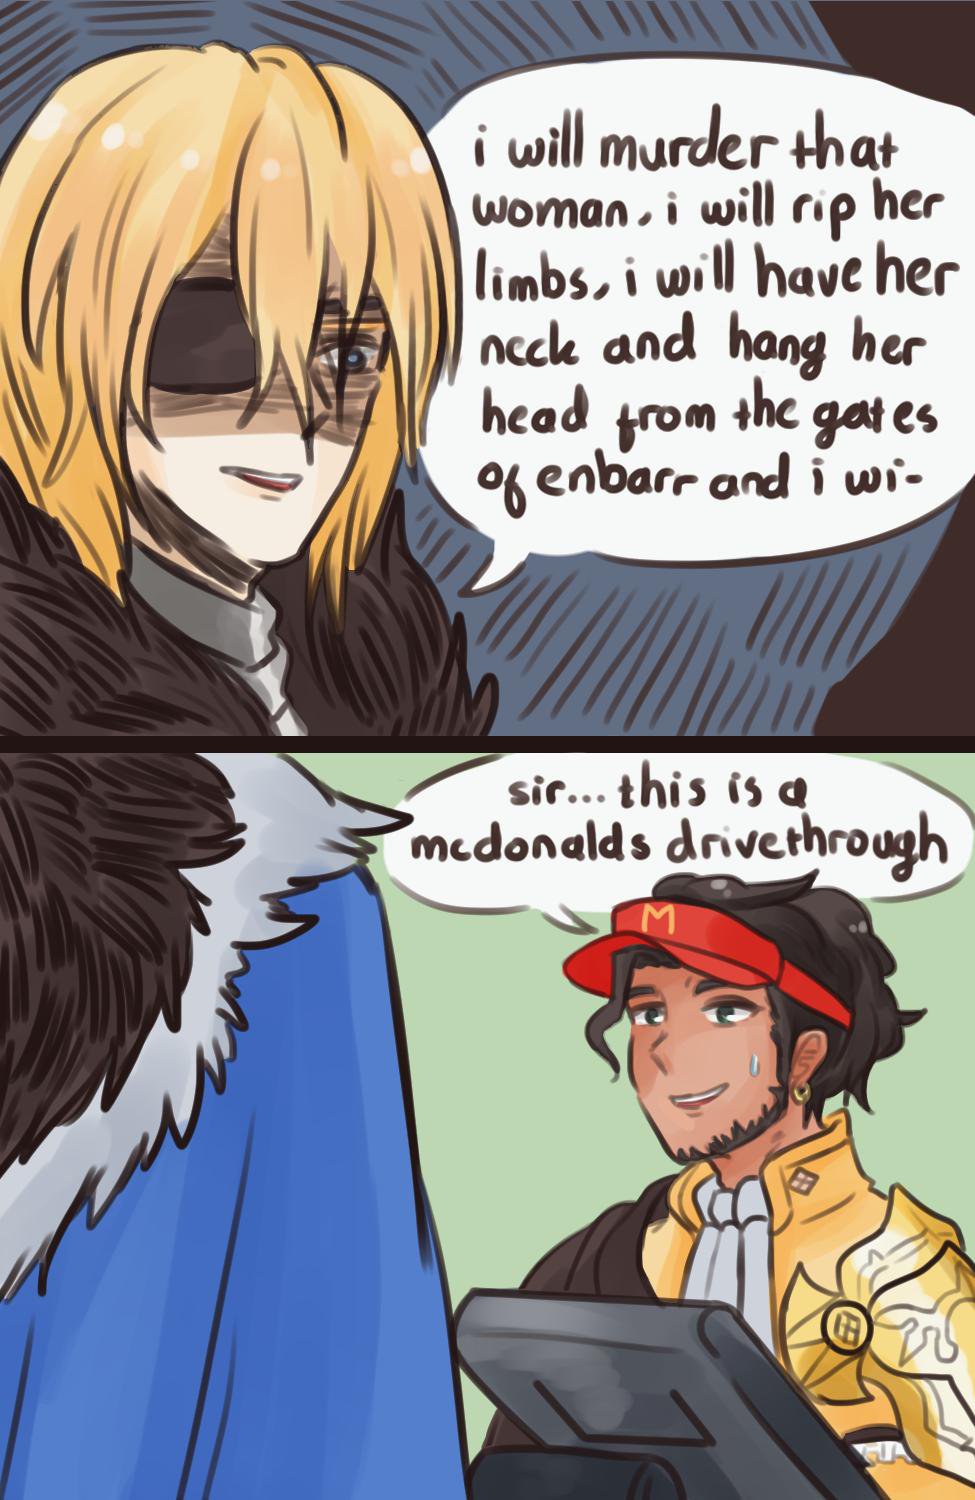 i will murder that
woman, i will rip her
limbs, i will have her
neck and hang her
head from the gates
of enbarr and i wi-
sir... this is a
mcdonalds drivethrough
M